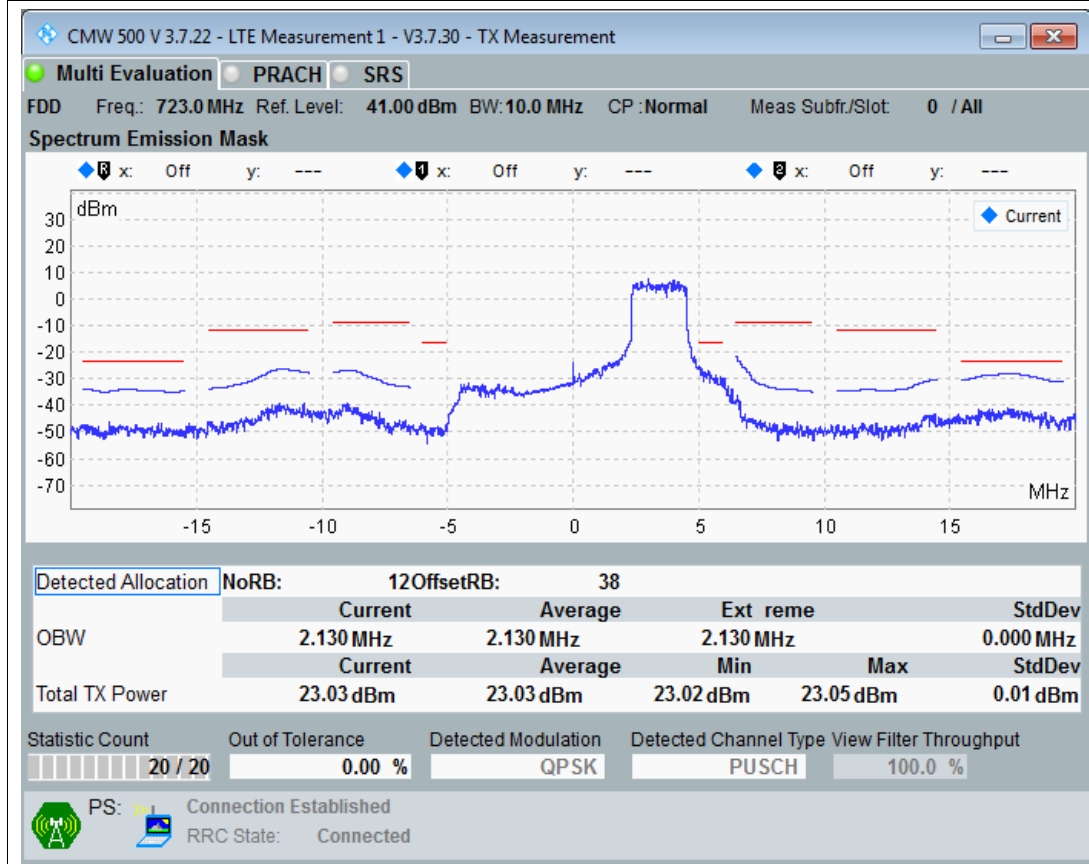 CMW 500 V 3.7.22 - LTE Measurement 1 - V3.7.30 - TX Measurement
Multi Evaluation PRACH SRS
FDD Freq.: 723.0 MHz Ref. Level: 41.00 dBm BW: 10.0 MHz CP : Normal Meas Subfr./Slot: 0 / All
Spectrum Emission Mask
R x: Off y: --- 1 x: Off y: --- 2 x: Off y: ---
dBm
Current
30
20
10
0
-10
-20
-30
-40
-50
-60
-70
MHz
-15 -10 -5 0 5 10 15
Detected Allocation NoRB: 12OffsetRB: 38
Current Average Ext reme StdDev
OBW 2.130 MHz 2.130 MHz 2.130 MHz 0.000 MHz
Current Average Min Max StdDev
Total TX Power 23.03 dBm 23.03 dBm 23.02 dBm 23.05 dBm 0.01 dBm
Statistic Count Out of Tolerance Detected Modulation Detected Channel Type View Filter Throughput
20 / 20 0.00 % QPSK PUSCH 100.0 %
PS: Connection Established
RRC State: Connected